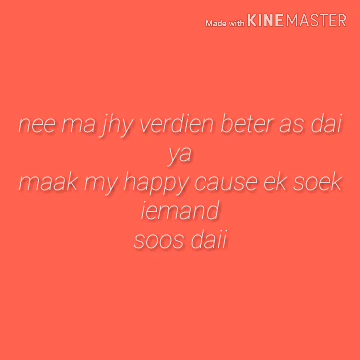 Made with KINEMASTER
nee ma jhy verdien beter as dai
ya
maak my happy cause ek soek
iemand
soos daii